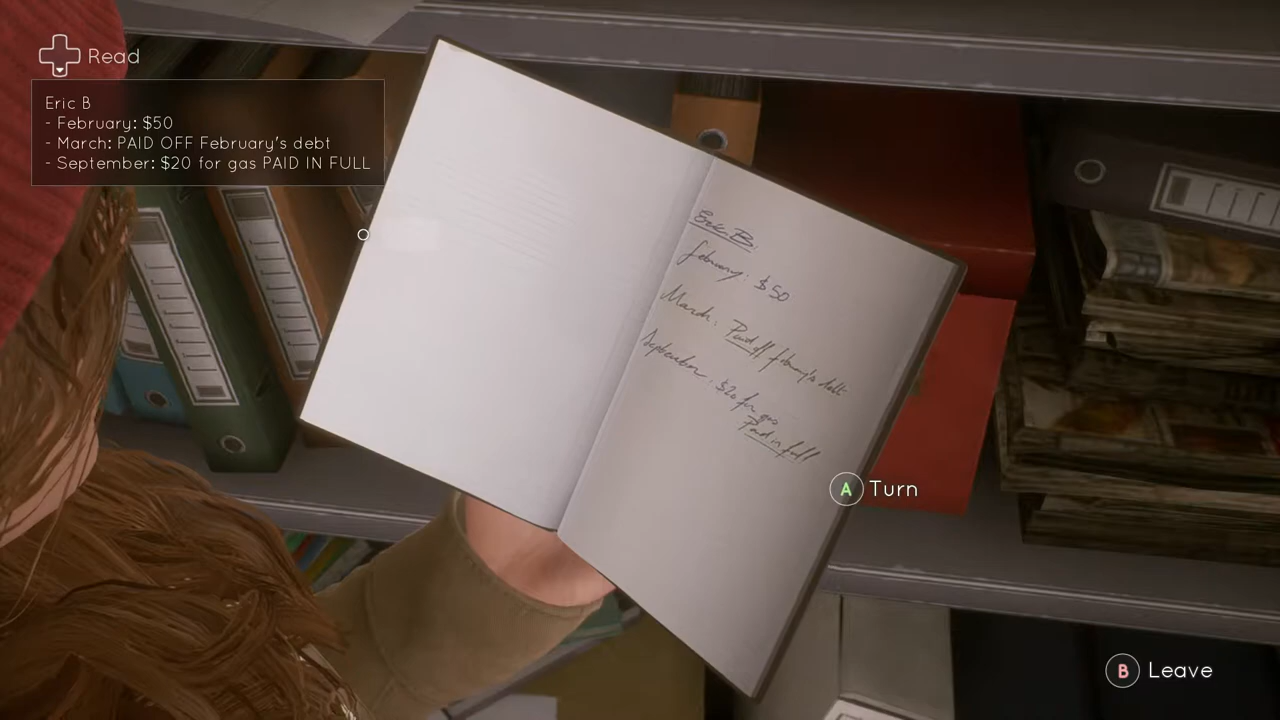 Read
Eric B
- February: $50
- March: PAID OFF February's debt
- September: $20 for gas PAID IN FULL
Eric B.
February: $50
March: Paid off february's debt
September: $20 for gas
Paid in full
A Turn
B Leave